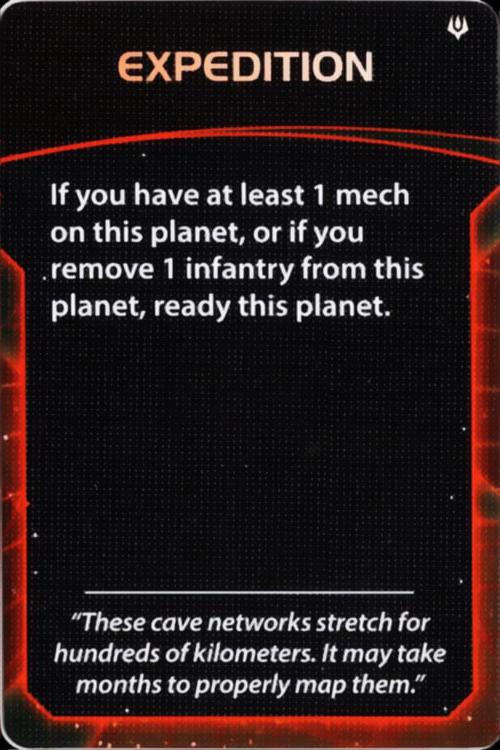 EXPEDITION
If you have at least 1 mech
on this planet, or if you
remove 1 infantry from this
planet, ready this planet.
“These cave networks stretch for
hundreds of kilometers. It may take
months to properly map them.”